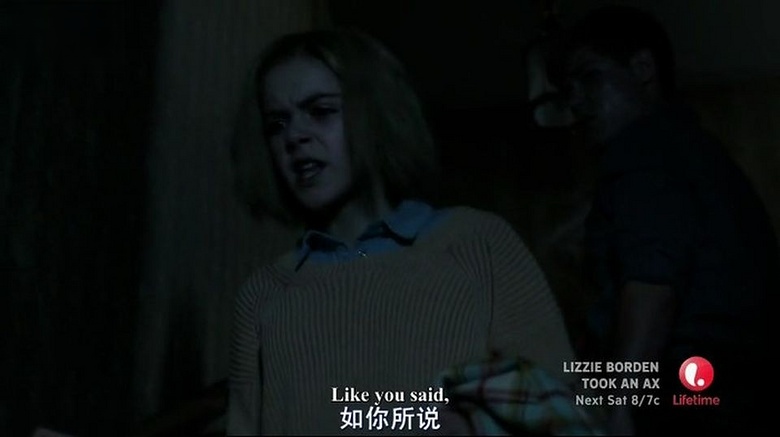 Like you said,
如你所说
LIZZIE BORDEN
TOOK AN AX
Next Sat 8/7c
Lifetime